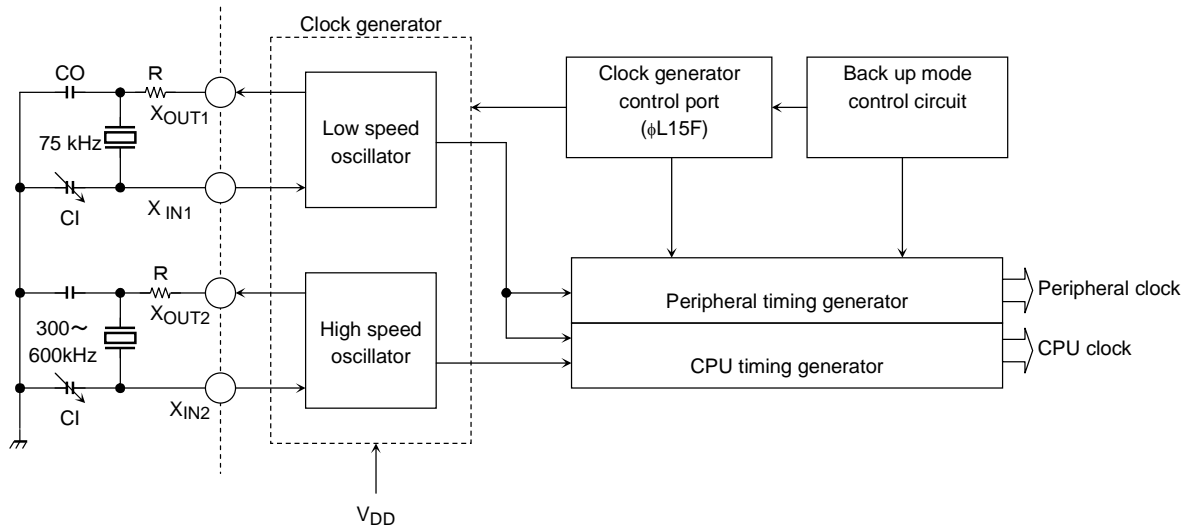 Clock generator
CO
R
XOUT1
75 kHz
CI
X IN1
Low speed
oscillator
Clock generator
control port
(ϕL15F)
Back up mode
control circuit
R
XOUT2
300～
600kHz
CI
XIN2
High speed
oscillator
Peripheral timing generator
CPU timing generator
Peripheral clock
CPU clock
VDD